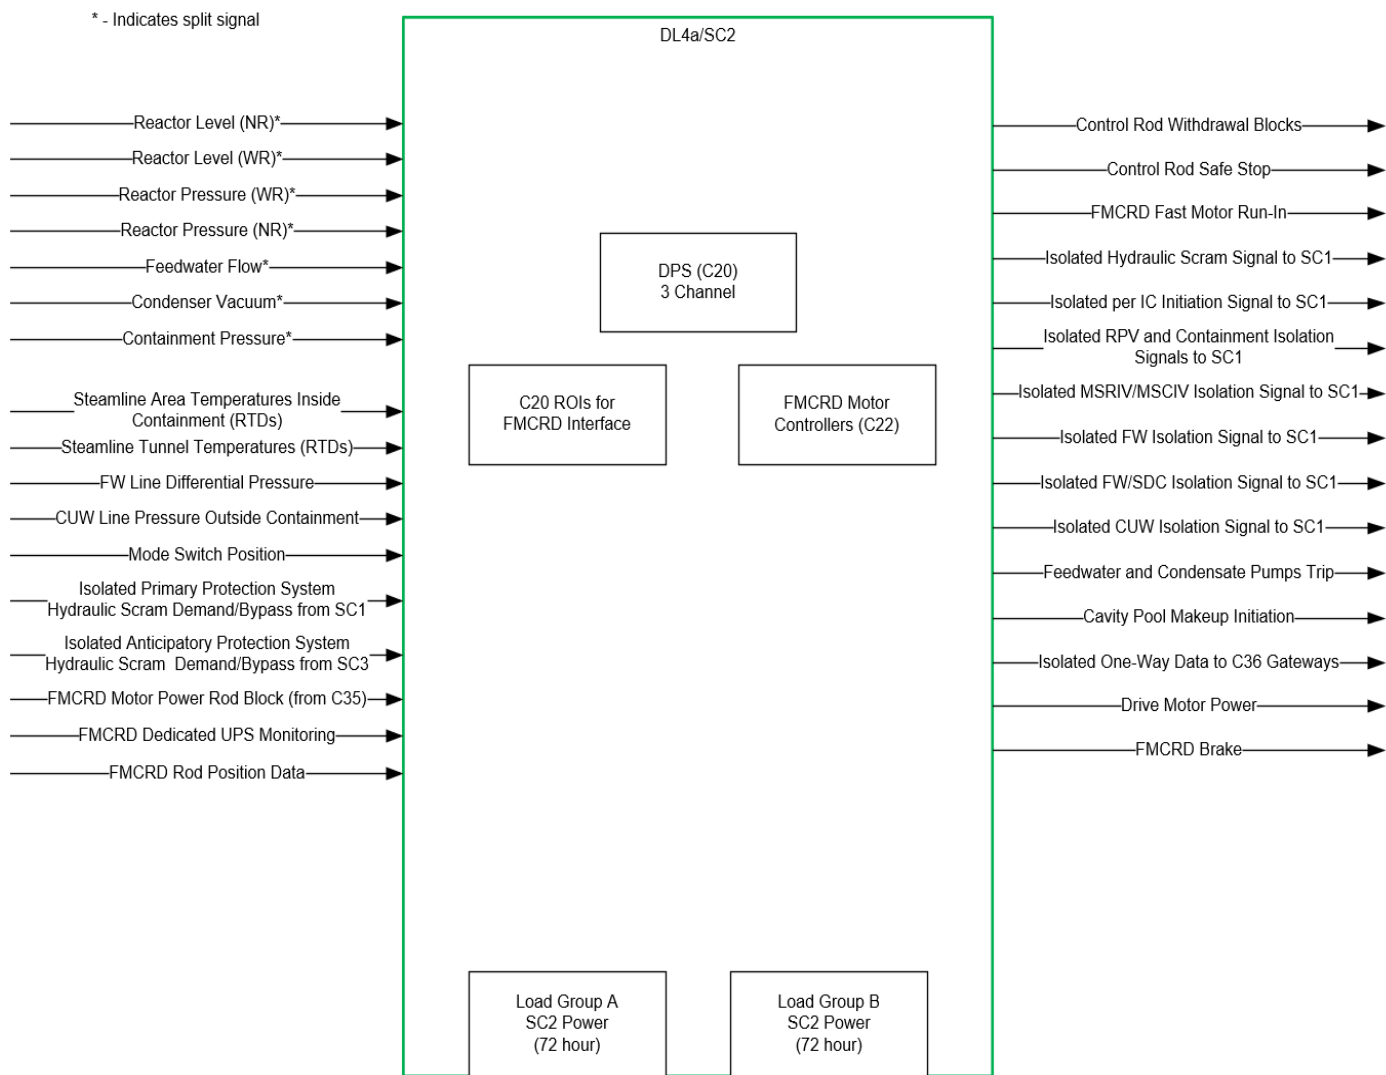 * - Indicates split signal
DL4a/SC2
Reactor Level (NR)*
Reactor Level (WR)*
Reactor Pressure (WR)*
Reactor Pressure (NR)*
Feedwater Flow*
Condenser Vacuum*
Containment Pressure*
Steamline Area Temperatures Inside
Containment (RTDs)
Steamline Tunnel Temperatures (RTDs)
FW Line Differential Pressure
CUW Line Pressure Outside Containment
Mode Switch Position
Isolated Primary Protection System
Hydraulic Scram Demand/Bypass from SC1
Isolated Anticipatory Protection System
Hydraulic Scram  Demand/Bypass from SC3
FMCRD Motor Power Rod Block (from C35)
FMCRD Dedicated UPS Monitoring
FMCRD Rod Position Data
DPS (C20)
3 Channel
C20 ROIs for
FMCRD Interface
FMCRD Motor
Controllers (C22)
Load Group A
SC2 Power
(72 hour)
Load Group B
SC2 Power
(72 hour)
Control Rod Withdrawal Blocks
Control Rod Safe Stop
FMCRD Fast Motor Run-In
Isolated Hydraulic Scram Signal to SC1
Isolated per IC Initiation Signal to SC1
Isolated RPV and Containment Isolation
Signals to SC1
Isolated MSRIV/MSCIV Isolation Signal to SC1
Isolated FW Isolation Signal to SC1
Isolated FW/SDC Isolation Signal to SC1
Isolated CUW Isolation Signal to SC1
Feedwater and Condensate Pumps Trip
Cavity Pool Makeup Initiation
Isolated One-Way Data to C36 Gateways
Drive Motor Power
FMCRD Brake